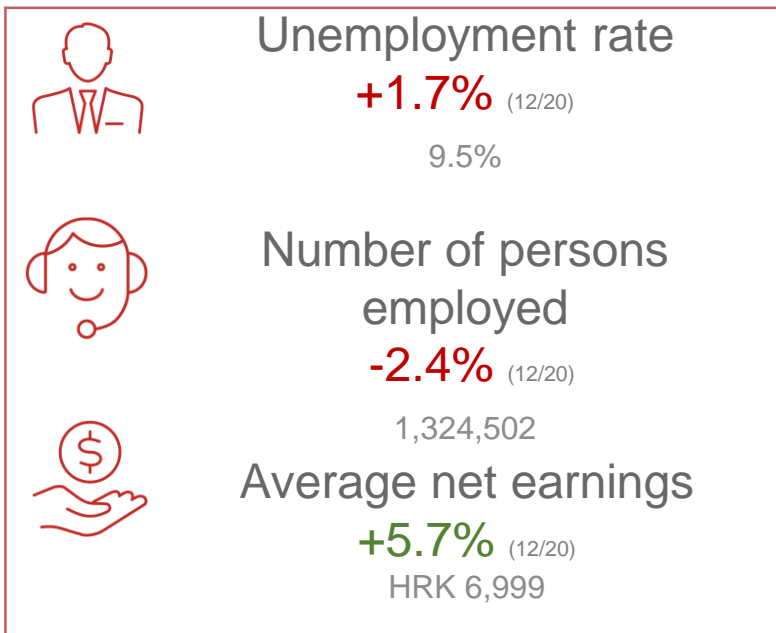 Unemployment rate
+1.7% (12/20)
9.5%
Number of persons
employed
-2.4% (12/20)
1,324,502
$
Average net earnings
+5.7% (12/20)
HRK 6,999